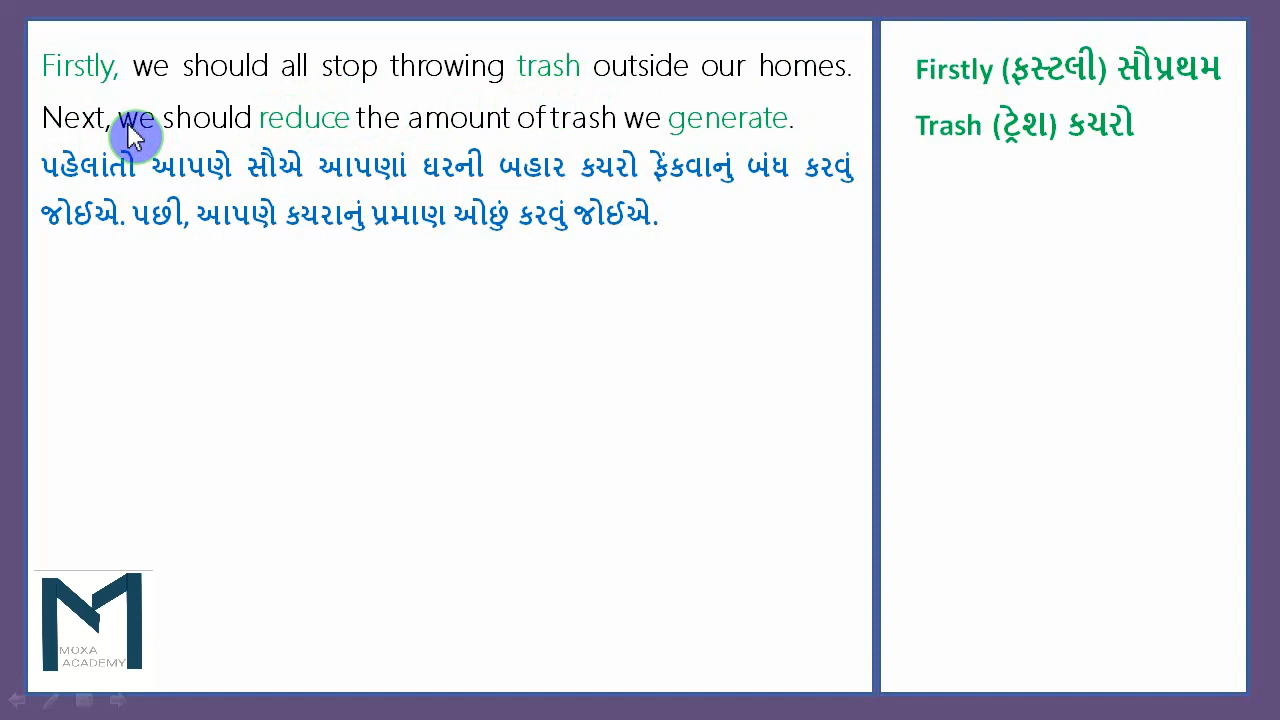 Firstly, we should all stop throwing trash outside our homes.
Next, we should reduce the amount of trash we generate.
પહેલાંતો આપણે સૌએ આપણાં ઘરની બહાર કચરો ફેંકવાનું બંધ કરવું
જોઈએ. પછી, આપણે કચરાનું પ્રમાણ ઓછું કરવું જોઈએ.
Firstly (ફસ્ટલી) સૌપ્રથમ
Trash (ટ્રેશ) કચરો
MOXA
ACADEMY